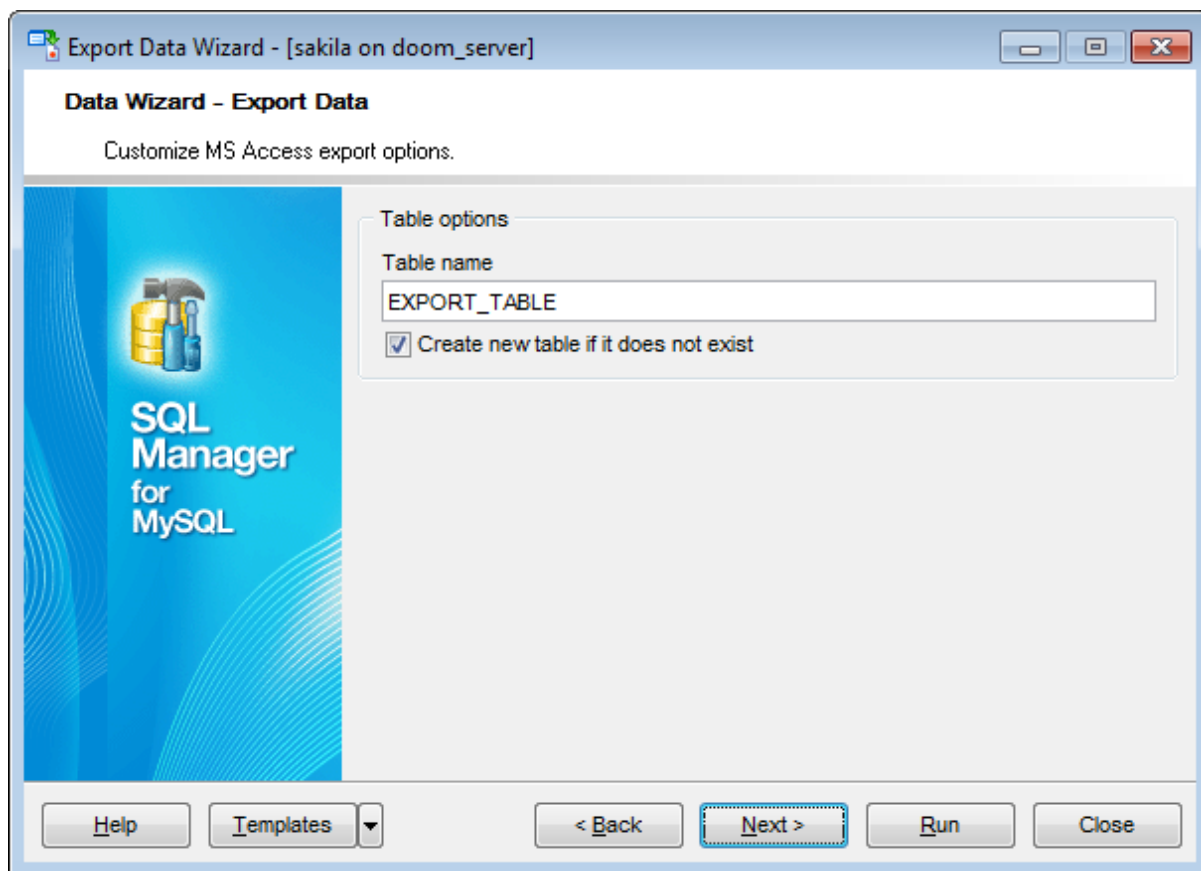 Export Data Wizard - [sakila on doom_server]
Data Wizard - Export Data
Customize MS Access export options.
Table options
Table name
EXPORT_TABLE
Create new table if it does not exist
SQL
Manager
for
MySQL
Help
Templates
< Back
Next >
Run
Close